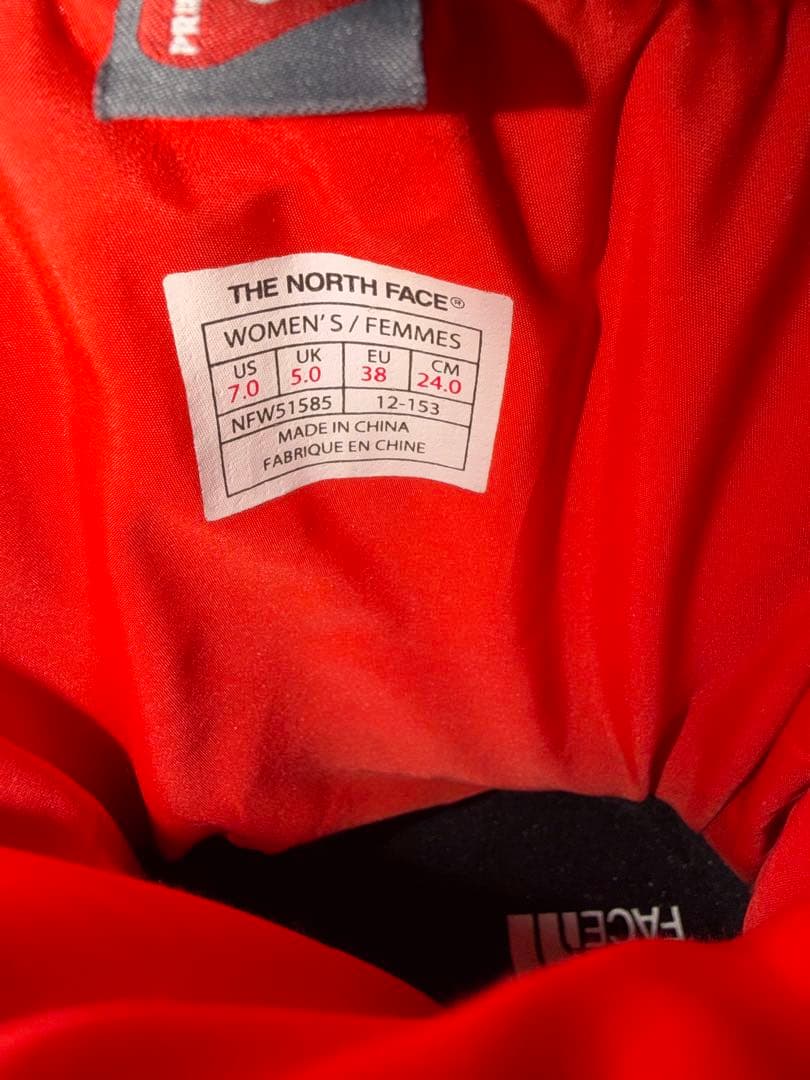 THE NORTH FACE®
WOMEN'S / FEMMES
US UK EU CM
7.0 5.0 38 24.0
NFW51585 12-153
MADE IN CHINA
FABRIQUE EN CHINE
FACE